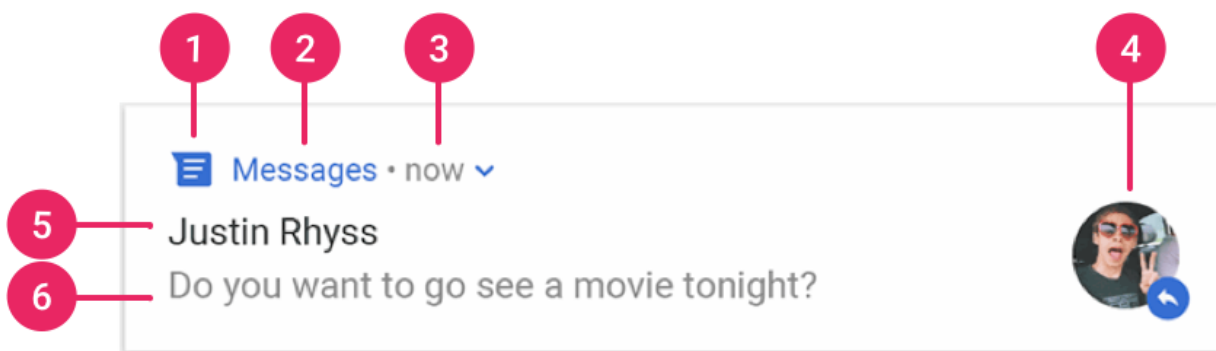 1 2 3 4
Messages • now
5 Justin Rhyss
6 Do you want to go see a movie tonight?